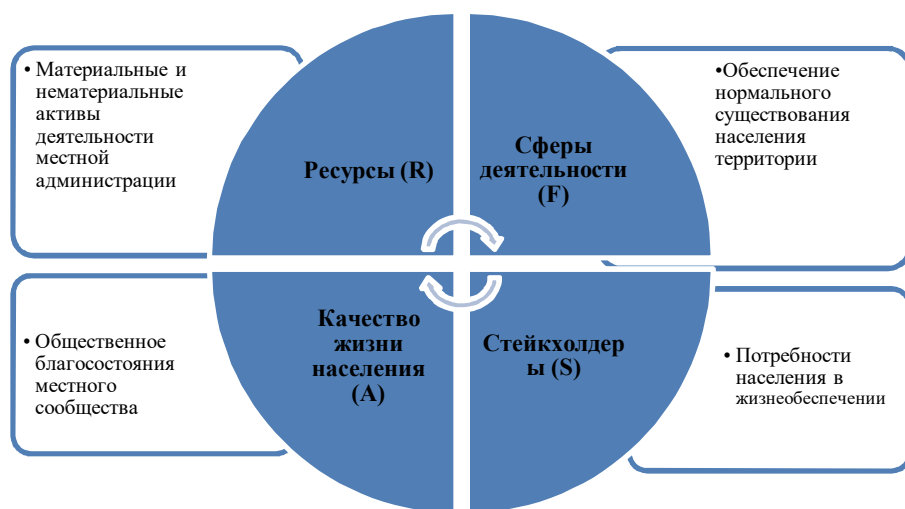 • Материальные и
нематериальные
активы
деятельности
местной
администрации
Ресурсы (R)
Сферы
деятельности
(F)
•Обеспечение
нормального
существования
населения
территории
• Общественное
благосостояния
местного
сообщества
Качество
жизни
населения
(A)
Стейкхолдер
ы (S)
• Потребности
населения в
жизнеобеспечении